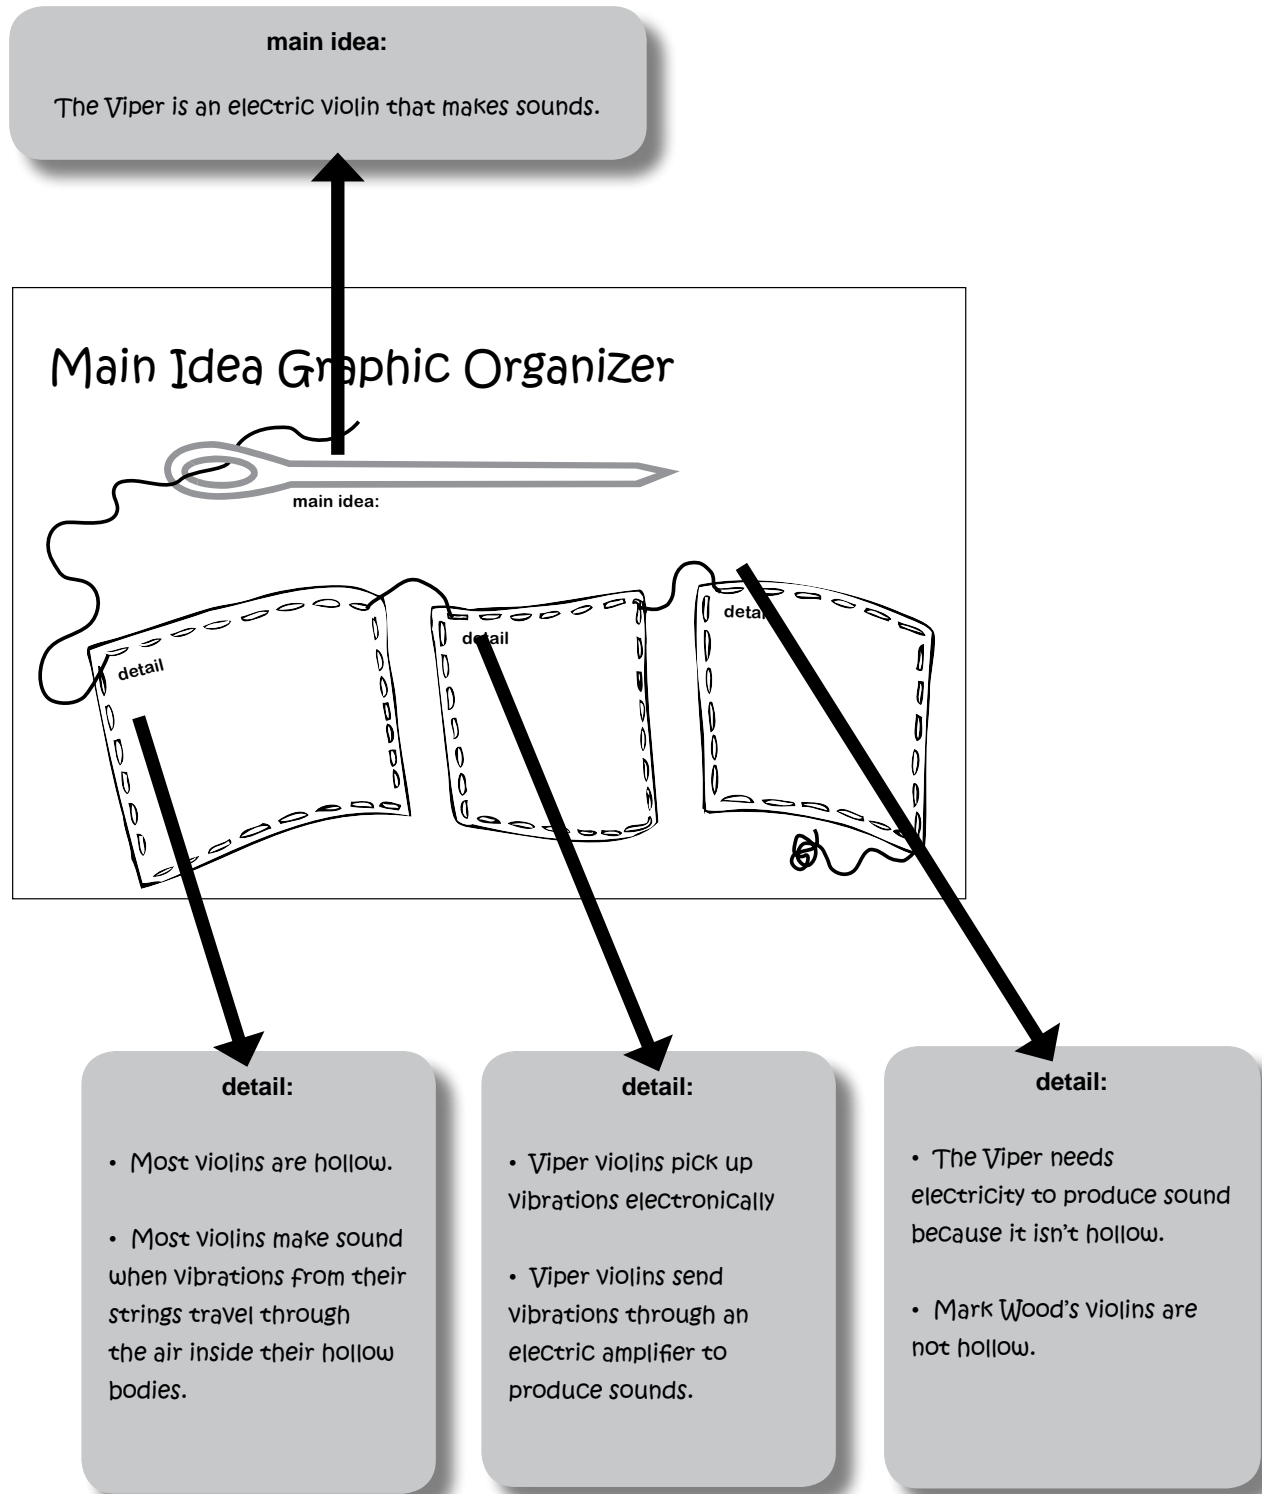 main idea:
The Viper is an electric violin that makes sounds.
Main Idea Graphic Organizer
main idea:
detail
detail
detail
detail:
• Most violins are hollow.
• Most violins make sound
when vibrations from their
strings travel through
the air inside their hollow
bodies.
detail:
• Viper violins pick up
vibrations electronically
• Viper violins send
vibrations through an
electric amplifier to
produce sounds.
detail:
• The Viper needs
electricity to produce sound
because it isn't hollow.
• Mark Wood's violins are
not hollow.